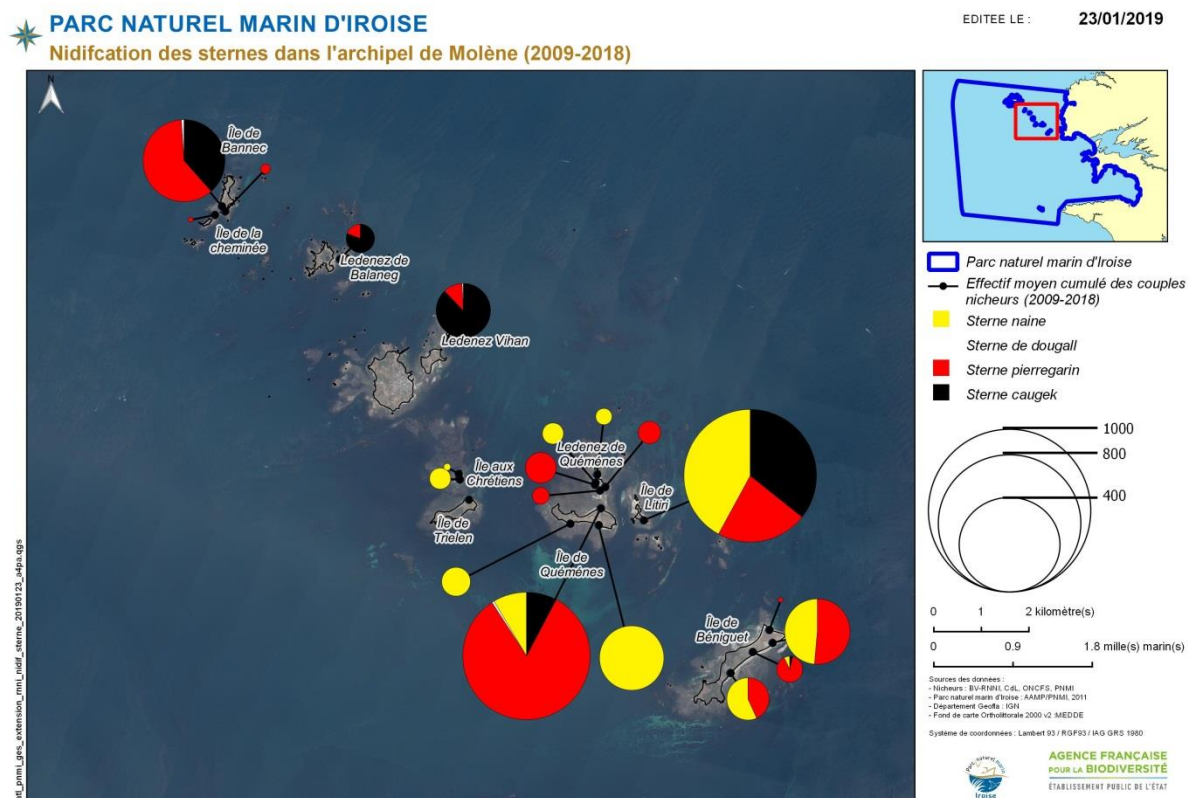 PARC NATUREL MARIN D'IROISE
Nidifcation des sternes dans l'archipel de Molène (2009-2018)
EDITEE LE : 23/01/2019
N
Île de
Bannec
Île de la
cheminée
Ledenez de
Balaneg
Ledenez Vihan
Île aux
Chrétiens
Île de
Trielen
Ledenez de
Quéménes
Île de
Litiri
Île de
Quéménes
Île de
Béniguet
Parc naturel marin d'Iroise
Effectif moyen cumulé des couples
nicheurs (2009-2018)
Sterne naine
Sterne de dougall
Sterne pierregarin
Sterne caugek
1000
800
400
0 1 2 kilomètre(s)
0 0.9 1.8 mille(s) marin(s)
Sources des données :
- Nicheurs : BV-RNNI, CdL, ONCFS, PNMI
- Parc naturel marin d'Iroise : AAMP/PNMI, 2011
- Département Geofla : IGN
- Fond de carte Ortholittorale 2000 v2 :MEDDE
Système de coordonnées : Lambert 93 / RGF93 / IAG GRS 1980
Parc naturel marin
Iroise
AGENCE FRANÇAISE
POUR LA BIODIVERSITÉ
ÉTABLISSEMENT PUBLIC DE L'ÉTAT